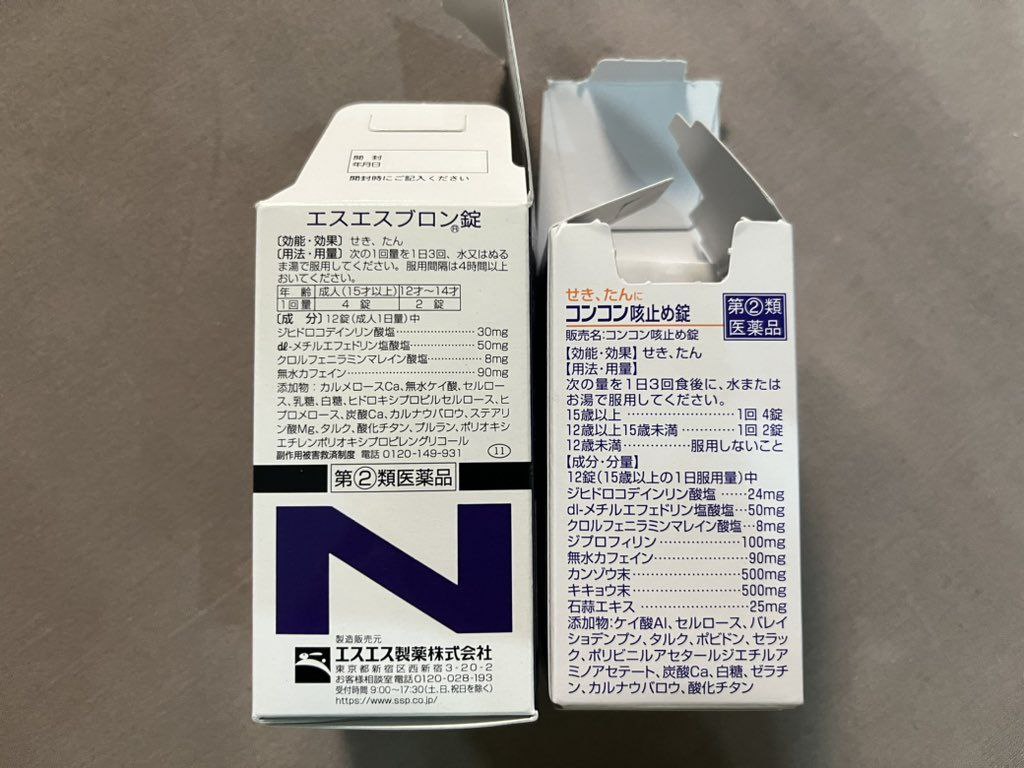 開封
年月日
開封時にご記入ください
エスエスブロン錠®
〔効能・効果〕せき、たん
〔用法・用量〕次の1回量を1日3回、水又はぬる
ま湯で服用してください。服用間隔は4時間以上
おいてください。
年 齢 成人(15才以上) 12才〜14才
1回量 4 錠 2 錠
〔成 分〕12錠(成人1日量)中
ジヒドロコデインリン酸塩……………30mg
dℓ-メチルエフェドリン塩酸塩…………50mg
クロルフェニラミンマレイン酸塩………8mg
無水カフェイン…………………………90mg
添加物:カルメロースCa、無水ケイ酸、セルロー
ス、乳糖、白糖、ヒドロキシプロピルセルロース、ヒ
プロメロース、炭酸Ca、カルナウバロウ、ステアリ
ン酸Mg、タルク、酸化チタン、プルラン、ポリオキシ
エチレンポリオキシプロピレングリコール
副作用被害救済制度 電話 0120-149-931 11
第②類医薬品
N
製造販売元
エスエス製薬株式会社
東京都新宿区西新宿3-20-2
お客様相談室電話0120-028-193
受付時間 9:00〜17:30(土、日、祝日を除く)
https://www.ssp.co.jp/
せき、たんに
コンコン咳止め錠
販売名:コンコン咳止め錠
第②類
医薬品
【効能・効果】せき、たん
【用法・用量】
次の量を1日3回食後に、水または
お湯で服用してください。
15歳以上……………………1回 4錠
12歳以上15歳未満…………1回 2錠
12歳未満……………服用しないこと
【成分・分量】
12錠(15歳以上の1日服用量)中
ジヒドロコデインリン酸塩……24mg
dl-メチルエフェドリン塩酸塩…50mg
クロルフェニラミンマレイン酸塩…8mg
ジプロフィリン………………100mg
無水カフェイン…………………90mg
カンゾウ末……………………500mg
キキョウ末……………………500mg
石蒜エキス……………………25mg
添加物:ケイ酸Al、セルロース、バレイ
ショデンプン、タルク、ポビドン、セラッ
ク、ポリビニルアセタールジエチルア
ミノアセテート、炭酸Ca、白糖、ゼラチ
ン、カルナウバロウ、酸化チタン